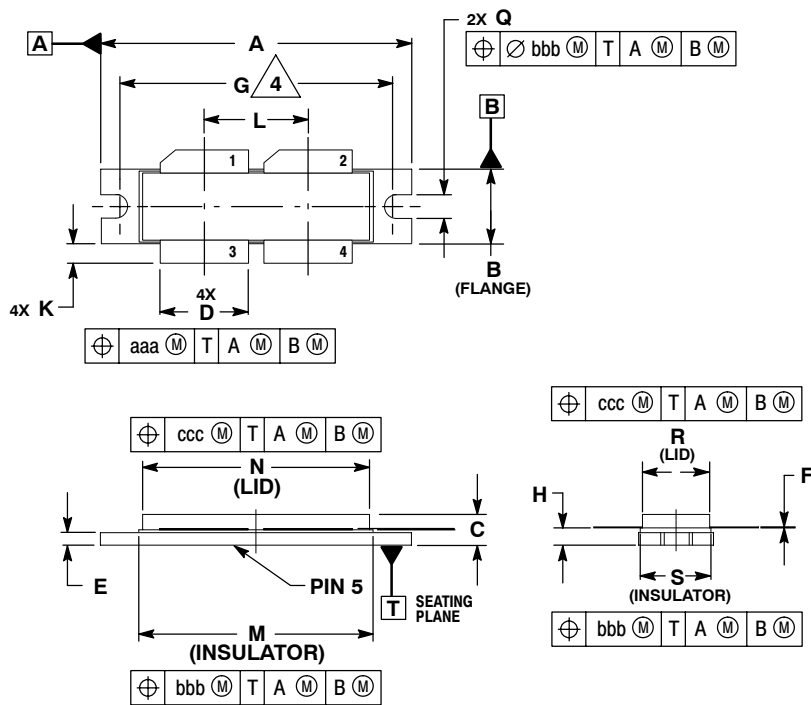 A
A
2X Q
⌖ ∅ bbb Ⓜ T A Ⓜ B Ⓜ
G 4
L
B
1
2
3
4
B
(FLANGE)
4X K
4X
D
⌖ aaa Ⓜ T A Ⓜ B Ⓜ
⌖ ccc Ⓜ T A Ⓜ B Ⓜ
N
(LID)
C
E
PIN 5
T
SEATING
PLANE
M
(INSULATOR)
⌖ bbb Ⓜ T A Ⓜ B Ⓜ
⌖ ccc Ⓜ T A Ⓜ B Ⓜ
R
(LID)
F
H
S
(INSULATOR)
⌖ bbb Ⓜ T A Ⓜ B Ⓜ